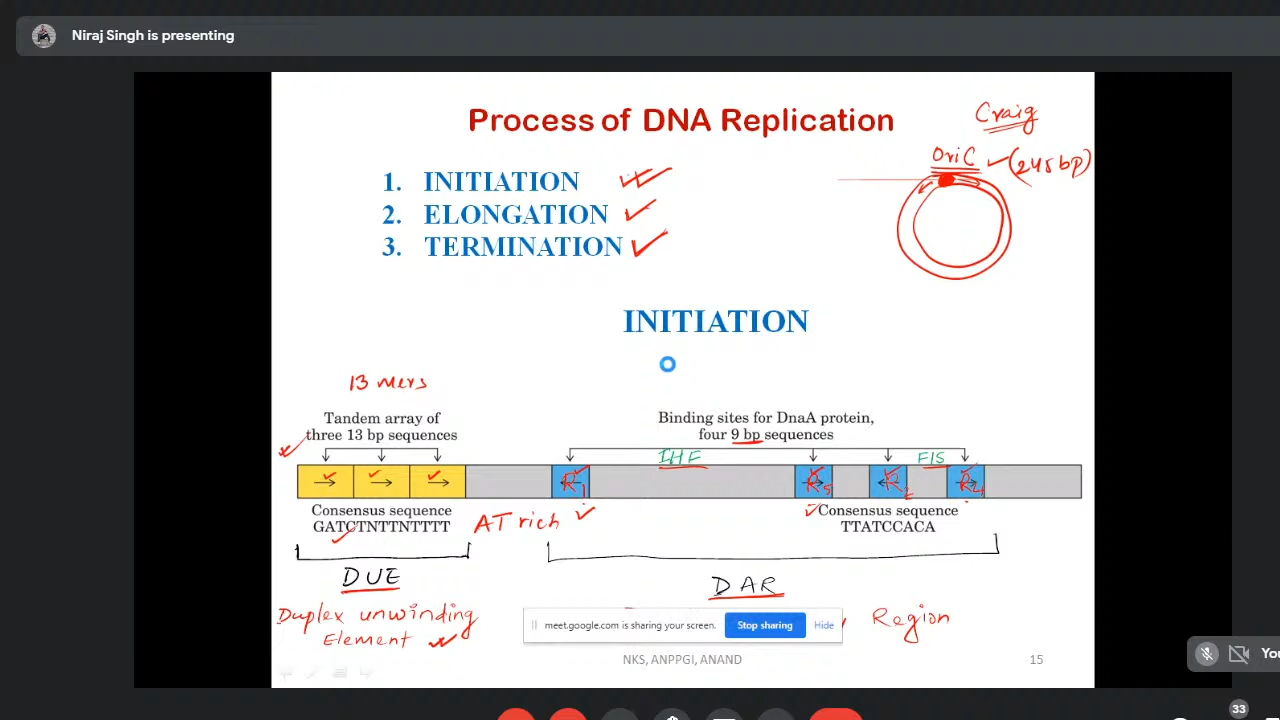 Niraj Singh is presenting
Process of DNA Replication
Craig
OriC
(245 bp)
1. INITIATION
2. ELONGATION
3. TERMINATION
INITIATION
13 mers
Tandem array of
three 13 bp sequences
Binding sites for DnaA protein,
four 9 bp sequences
IHF
FIS
R1
R5
R2
R4
Consensus sequence
GATCTNTTNTTTT
AT rich
Consensus sequence
TTATCCACA
DUE
DAR
Duplex unwinding
Element
Region
meet.google.com is sharing your screen.
Stop sharing
Hide
NKS, ANPPGI, ANAND
15
You
33